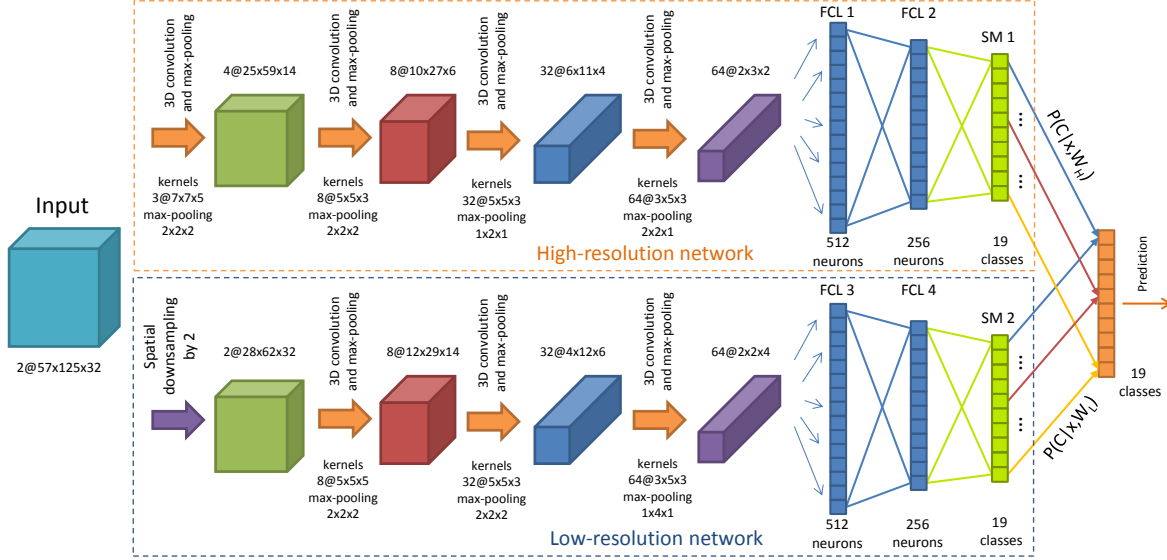 Input
2@57x125x32
3D convolution
and max-pooling
kernels
3@7x7x5
max-pooling
2x2x2
4@25x59x14
3D convolution
and max-pooling
kernels
8@5x5x3
max-pooling
2x2x2
8@10x27x6
3D convolution
and max-pooling
kernels
32@5x5x3
max-pooling
1x2x1
32@6x11x4
3D convolution
and max-pooling
kernels
64@3x5x3
max-pooling
2x2x1
64@2x3x2
FCL 1
512
neurons
FCL 2
256
neurons
SM 1
...
...
19
classes
P(C|x,W_H)
High-resolution network
Spatial
downsampling
by 2
2@28x62x32
3D convolution
and max-pooling
kernels
8@5x5x5
max-pooling
2x2x2
8@12x29x14
3D convolution
and max-pooling
kernels
32@5x5x3
max-pooling
2x2x2
32@4x12x6
3D convolution
and max-pooling
kernels
64@3x5x3
max-pooling
1x4x1
64@2x2x4
FCL 3
512
neurons
FCL 4
256
neurons
SM 2
...
...
19
classes
P(C|x,W_L)
Low-resolution network
Prediction
19
classes